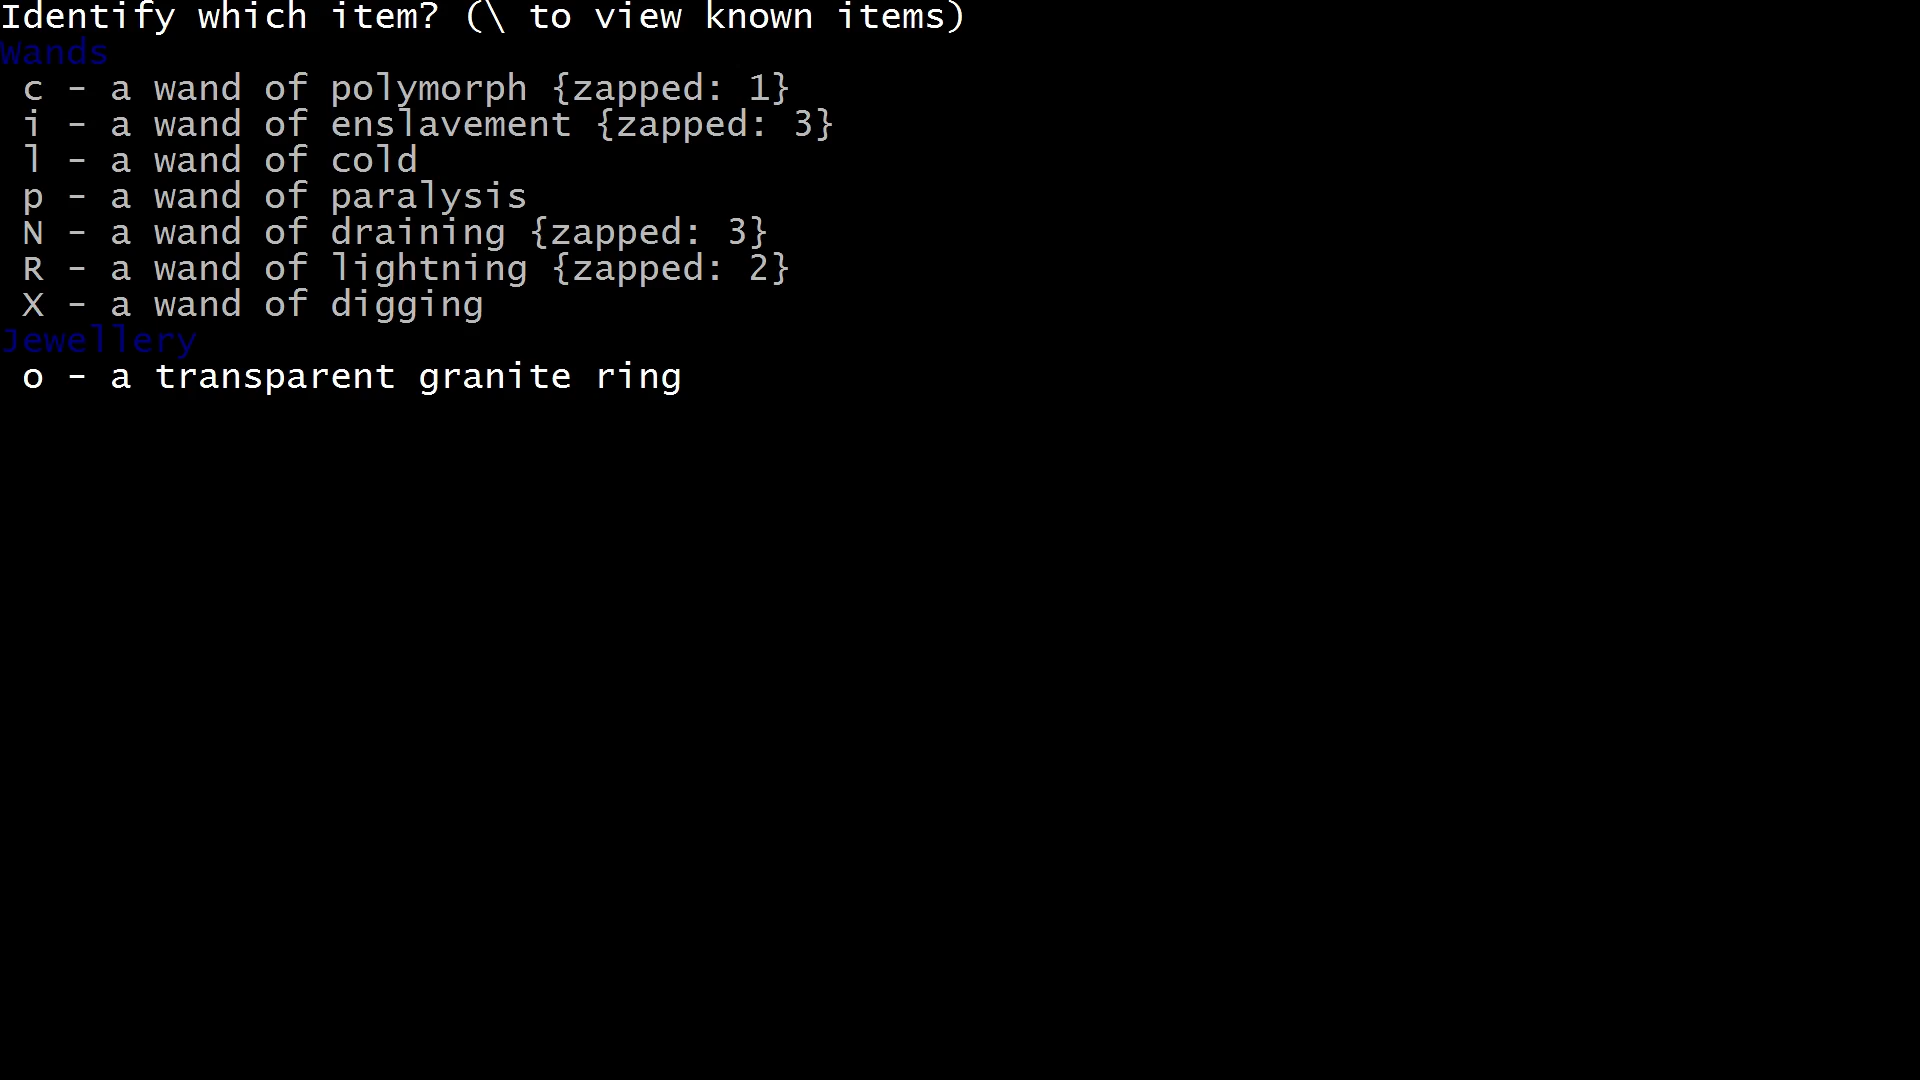 Identify which item? (\ to view known items)
Wands
c - a wand of polymorph {zapped: 1}
i - a wand of enslavement {zapped: 3}
l - a wand of cold
p - a wand of paralysis
N - a wand of draining {zapped: 3}
R - a wand of lightning {zapped: 2}
X - a wand of digging
Jewellery
o - a transparent granite ring